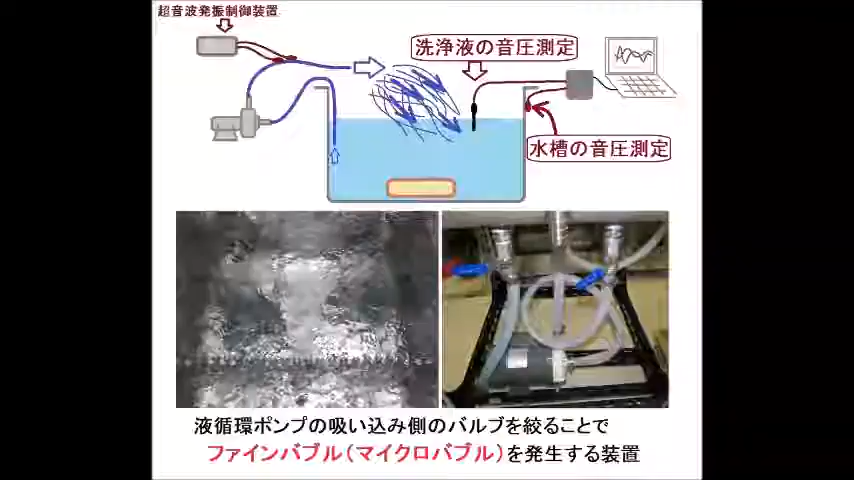 超音波発振制御装置
洗浄液の音圧測定
水槽の音圧測定
液循環ポンプの吸い込み側のバルブを絞ることで
ファインバブル(マイクロバブル)を発生する装置